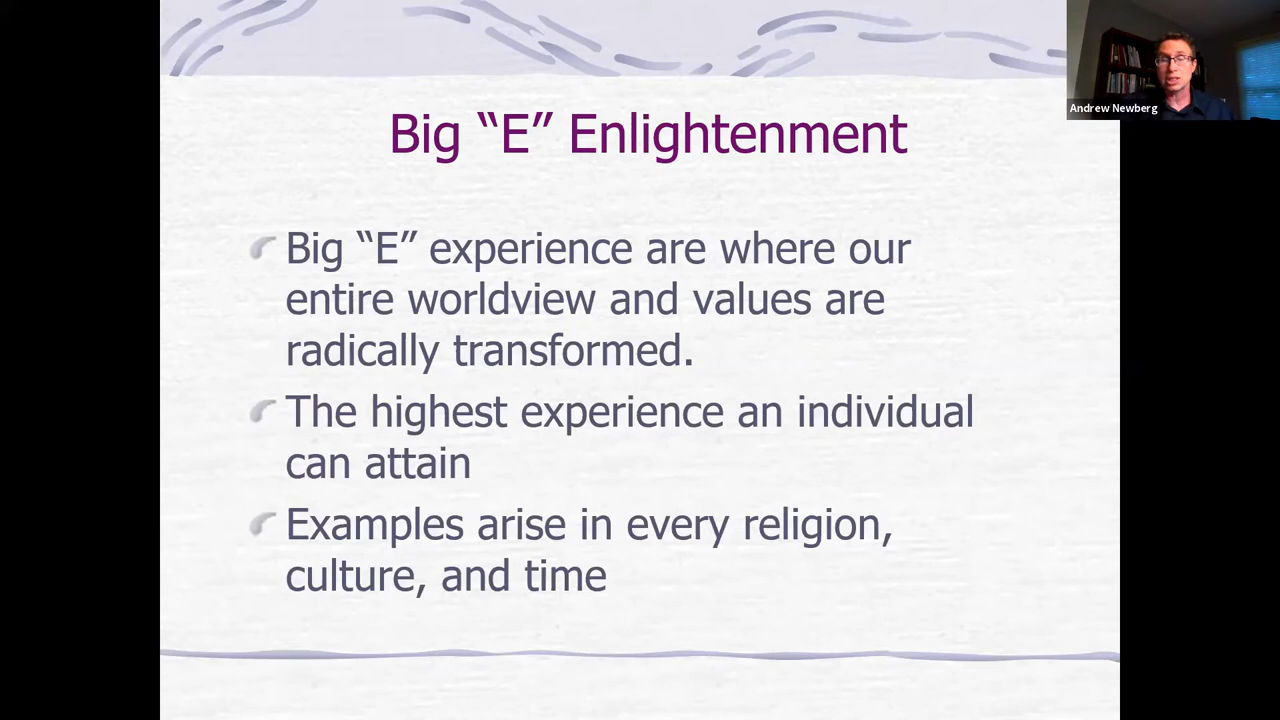 Andrew Newberg
Big “E” Enlightenment
Big “E” experience are where our
entire worldview and values are
radically transformed.
The highest experience an individual
can attain
Examples arise in every religion,
culture, and time